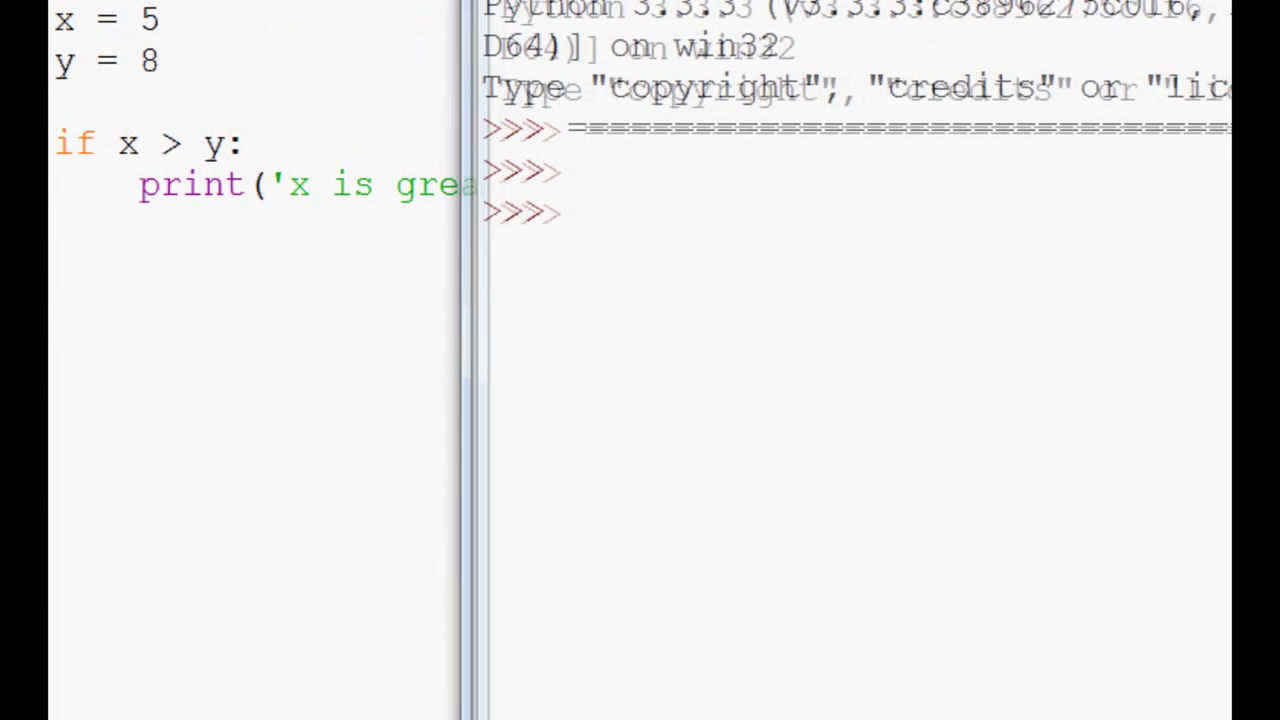 x = 5
y = 8
if x > y:
print('x is grea
Python 3.3.3 (v3.3.3:c3896275c016,
D64)] on win32
Type "copyright", "credits" or "lic
>>> ================================
>>>
>>>